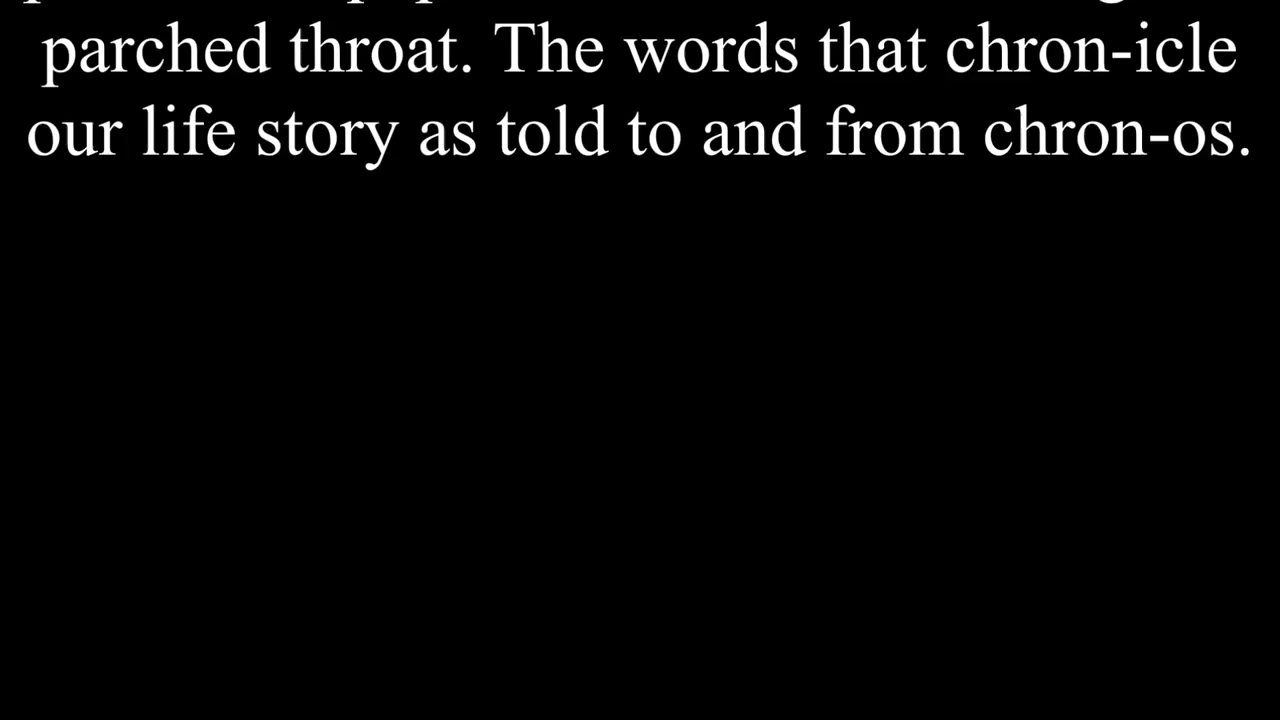 parched throat. The words that chron-icle
our life story as told to and from chron-os.